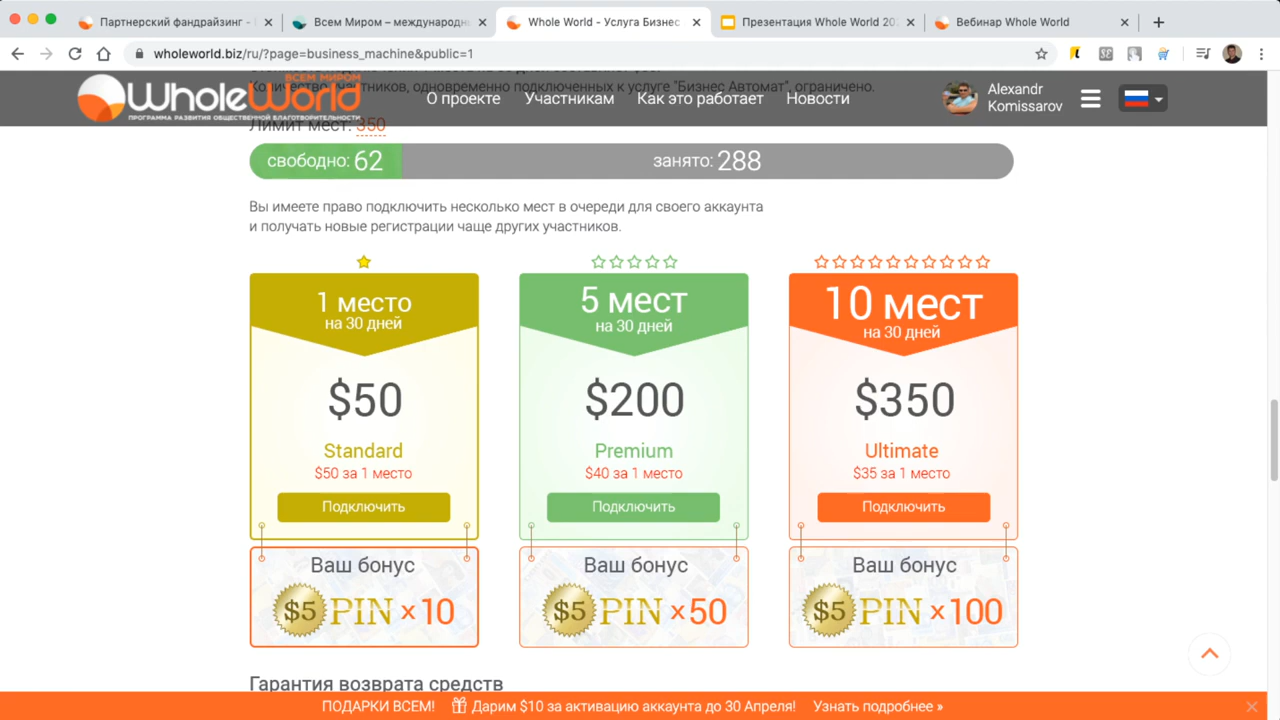 Партнерский фандрайзинг -
Всем Миром – международн
Whole World - Услуга Бизнес
Презентация Whole World 202
Вебинар Whole World
wholeworld.biz/ru/?page=business_machine&public=1
Количество участников, одновременно подключенных к услуге "Бизнес Автомат", ограничено.
ВСЕМ МИРОМ
WholeWorld
ПРОГРАММА РАЗВИТИЯ ОБЩЕСТВЕННОЙ БЛАГОТВОРИТЕЛЬНОСТИ
О проекте
Участникам
Как это работает
Новости
Alexandr
Komissarov
Лимит мест: 350
свободно: 62
занято: 288
Вы имеете право подключить несколько мест в очереди для своего аккаунта
и получать новые регистрации чаще других участников.
1 место
на 30 дней
$50
Standard
$50 за 1 место
Подключить
Ваш бонус
$5 PIN ×10
5 мест
на 30 дней
$200
Premium
$40 за 1 место
Подключить
Ваш бонус
$5 PIN ×50
10 мест
на 30 дней
$350
Ultimate
$35 за 1 место
Подключить
Ваш бонус
$5 PIN ×100
Гарантия возврата средств
ПОДАРКИ ВСЕМ! Дарим $10 за активацию аккаунта до 30 Апреля! Узнать подробнее »